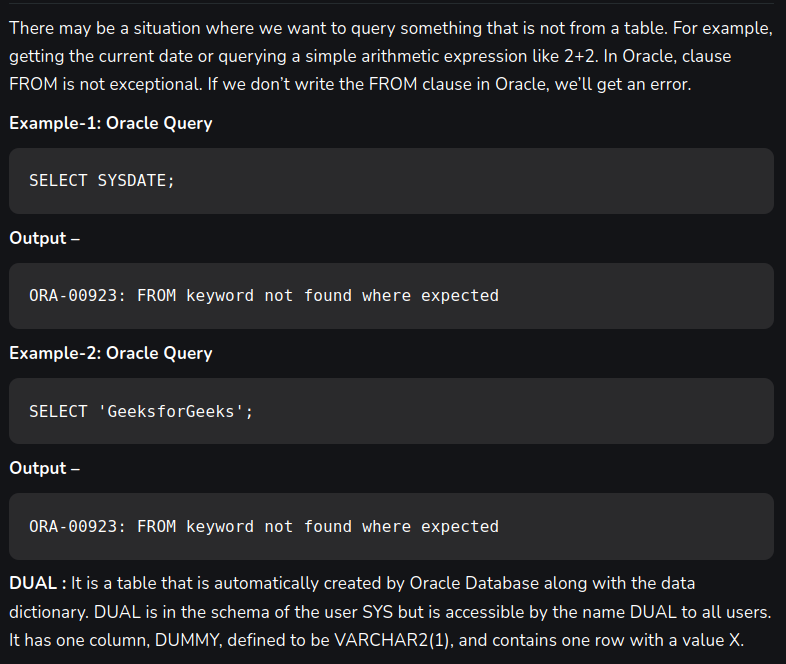 There may be a situation where we want to query something that is not from a table. For example,
getting the current date or querying a simple arithmetic expression like 2+2. In Oracle, clause
FROM is not exceptional. If we don’t write the FROM clause in Oracle, we’ll get an error.
Example-1: Oracle Query
SELECT SYSDATE;
Output –
ORA-00923: FROM keyword not found where expected
Example-2: Oracle Query
SELECT 'GeeksforGeeks';
Output –
ORA-00923: FROM keyword not found where expected
DUAL : It is a table that is automatically created by Oracle Database along with the data
dictionary. DUAL is in the schema of the user SYS but is accessible by the name DUAL to all users.
It has one column, DUMMY, defined to be VARCHAR2(1), and contains one row with a value X.